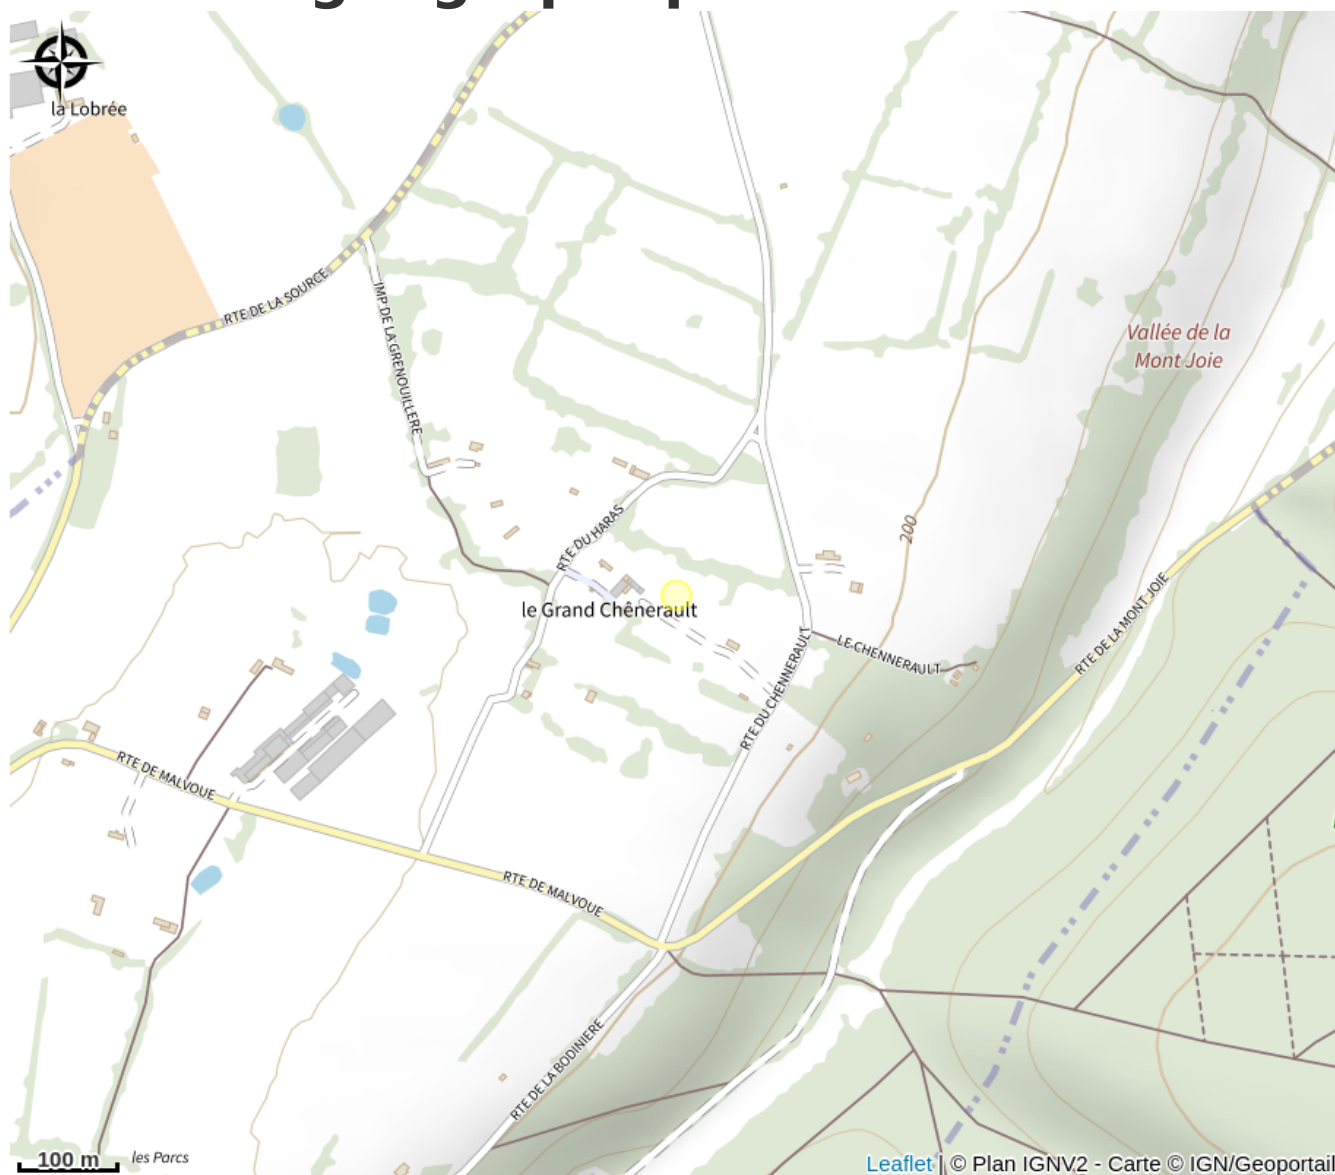 la Lobrée
RTE DE LA SOURCE
IMP DE LA GRENOUILLERE
Vallée de la
Mont Joie
200
RTE DU HARAS
le Grand Chênerault
RTE DU CHENNERAULT
LE CHENNERAULT
RTE DE LA MONT JOIE
RTE DE MALVOUE
RTE DE MALVOUE
RTE DE LA BODINIERE
100 m
les Parcs
Leaflet | © Plan IGNV2 - Carte © IGN/Geoportail